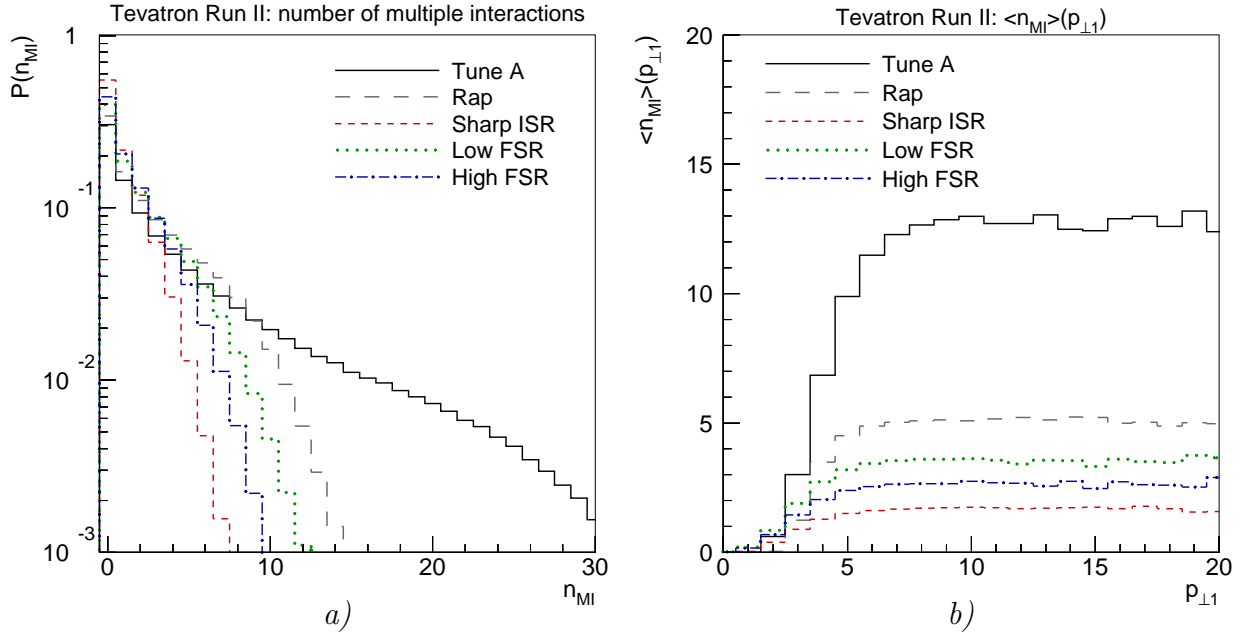 Tevatron Run II: number of multiple interactions
P(n_MI)
1
10^-1
10^-2
10^-3
Tune A
Rap
Sharp ISR
Low FSR
High FSR
0 10 20 30
n_MI
a)
Tevatron Run II: <n_MI>(p_⊥1)
<n_MI>(p_⊥1)
20
15
10
5
0
Tune A
Rap
Sharp ISR
Low FSR
High FSR
0 5 10 15 20
p_⊥1
b)